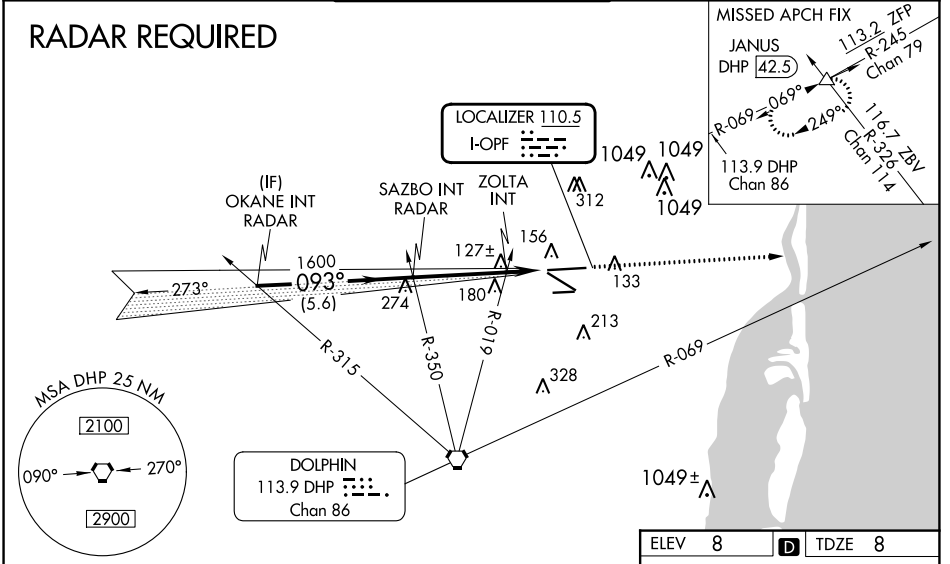 RADAR REQUIRED
MISSED APCH FIX
JANUS
DHP 42.5
113.2 ZFP
R-245
Chan 79
R-069
069°
249°
116.7 ZBV
R-326
Chan 114
113.9 DHP
Chan 86
LOCALIZER 110.5
I-OPF
1049
1049
1049
312
(IF)
OKANE INT
RADAR
SAZBO INT
RADAR
ZOLTA
INT
156
127±
1600
093°
(5.6)
273°
274
180
133
213
328
R-315
R-350
R-019
R-069
MSA DHP 25 NM
2100
090°
270°
2900
DOLPHIN
113.9 DHP
Chan 86
1049±
ELEV 8 D TDZE 8